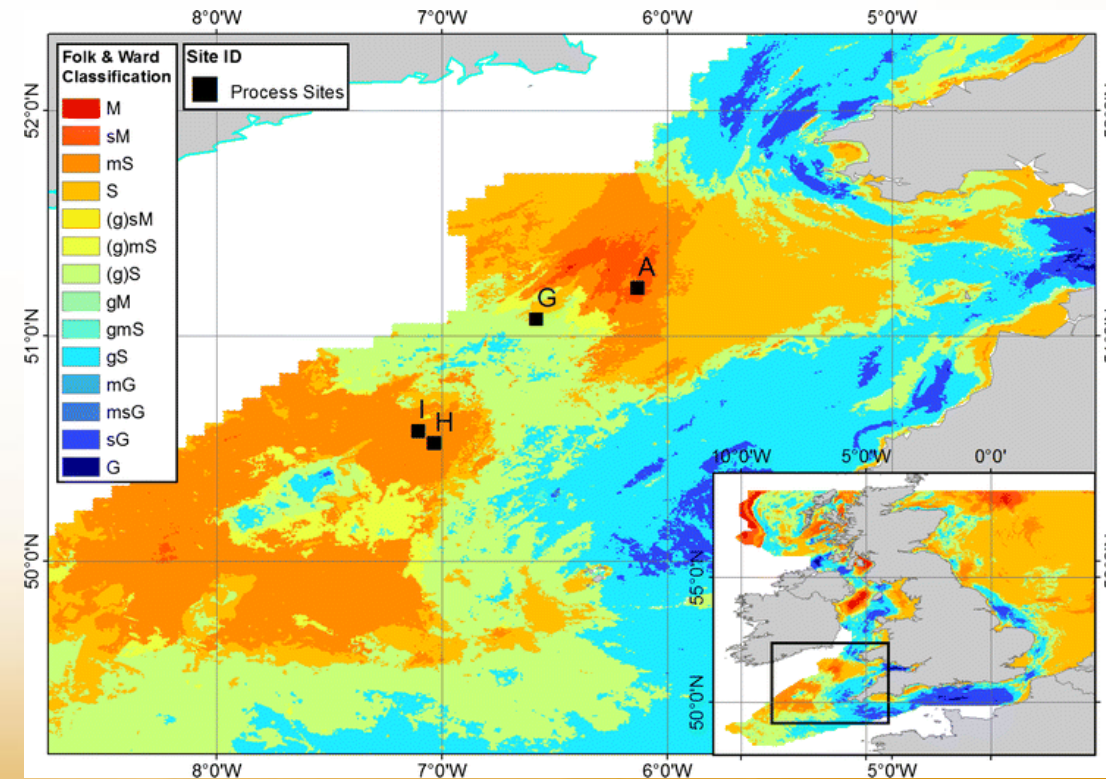 8°0'W 7°0'W 6°0'W 5°0'W
Folk & Ward
Classification
M
sM
mS
S
(g)sM
(g)mS
(g)S
gM
gmS
gS
mG
msG
sG
G
Site ID
Process Sites
52°0'N
51°0'N
50°0'N
A
G
I
H
10°0'W 5°0'W 0°0'
55°0'N
50°0'N
8°0'W 7°0'W 6°0'W 5°0'W